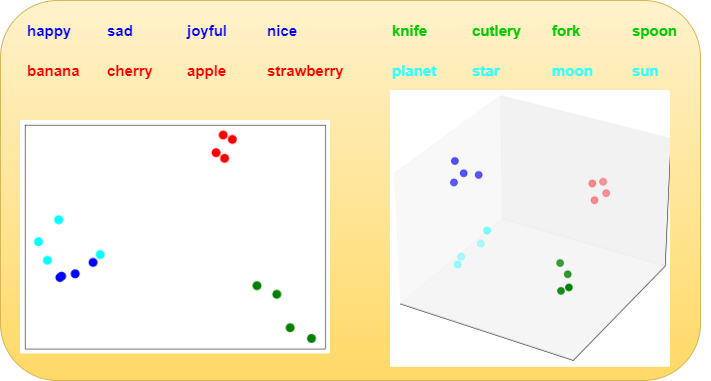 happy sad joyful nice knife cutlery fork spoon
banana cherry apple strawberry planet star moon sun